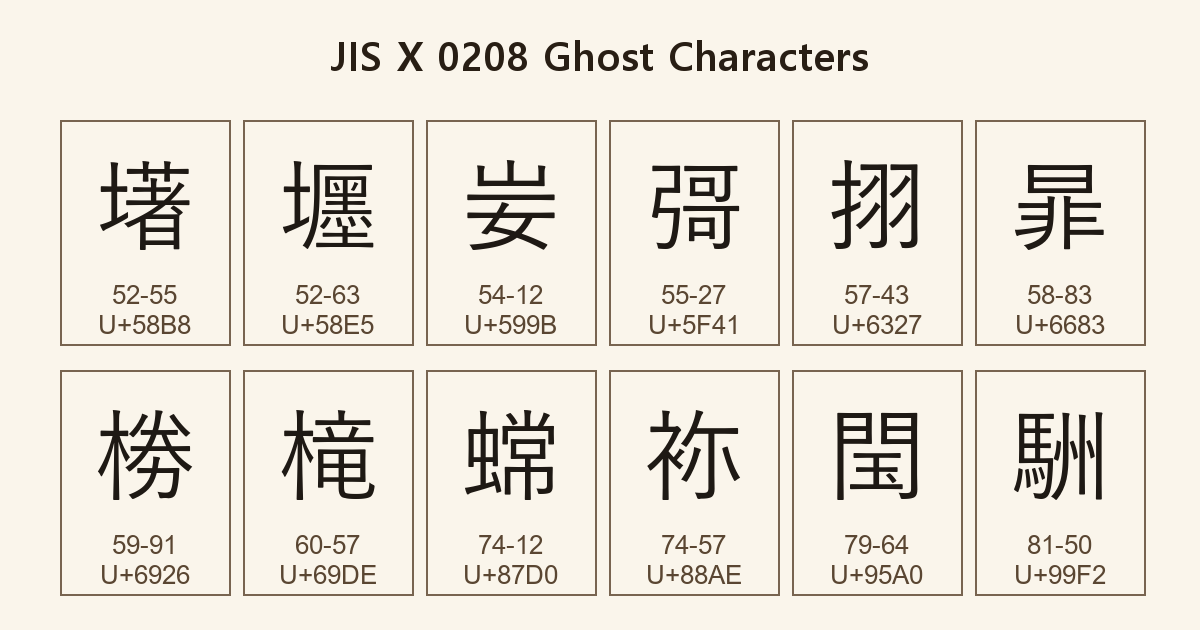 JIS X 0208 Ghost Characters
墸 壥 妛 彁 挧 暃
52-55 52-63 54-12 55-27 57-43 58-83
U+58B8 U+58E5 U+599B U+5F41 U+6327 U+6683
椦 槞 蟐 袮 閠 駲
59-91 60-57 74-12 74-57 79-64 81-50
U+6926 U+69DE U+87D0 U+88AE U+95A0 U+99F2